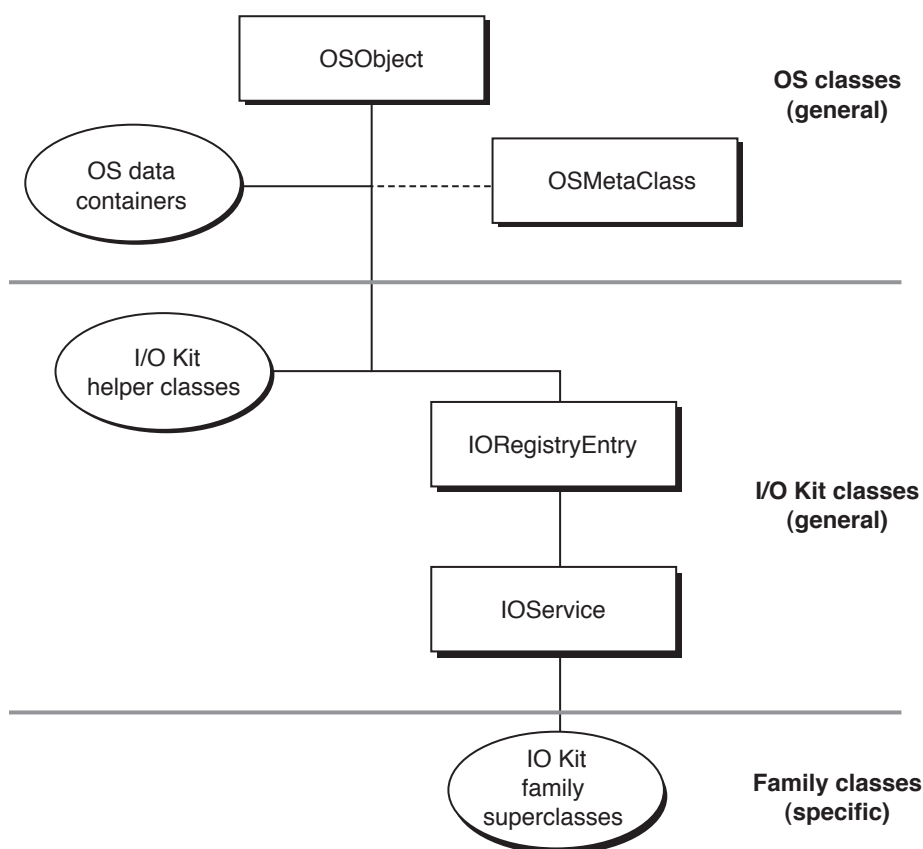 OSObject
OS classes
(general)
OS data
containers
OSMetaClass
I/O Kit
helper classes
IORegistryEntry
I/O Kit classes
(general)
IOService
IO Kit
family
superclasses
Family classes
(specific)